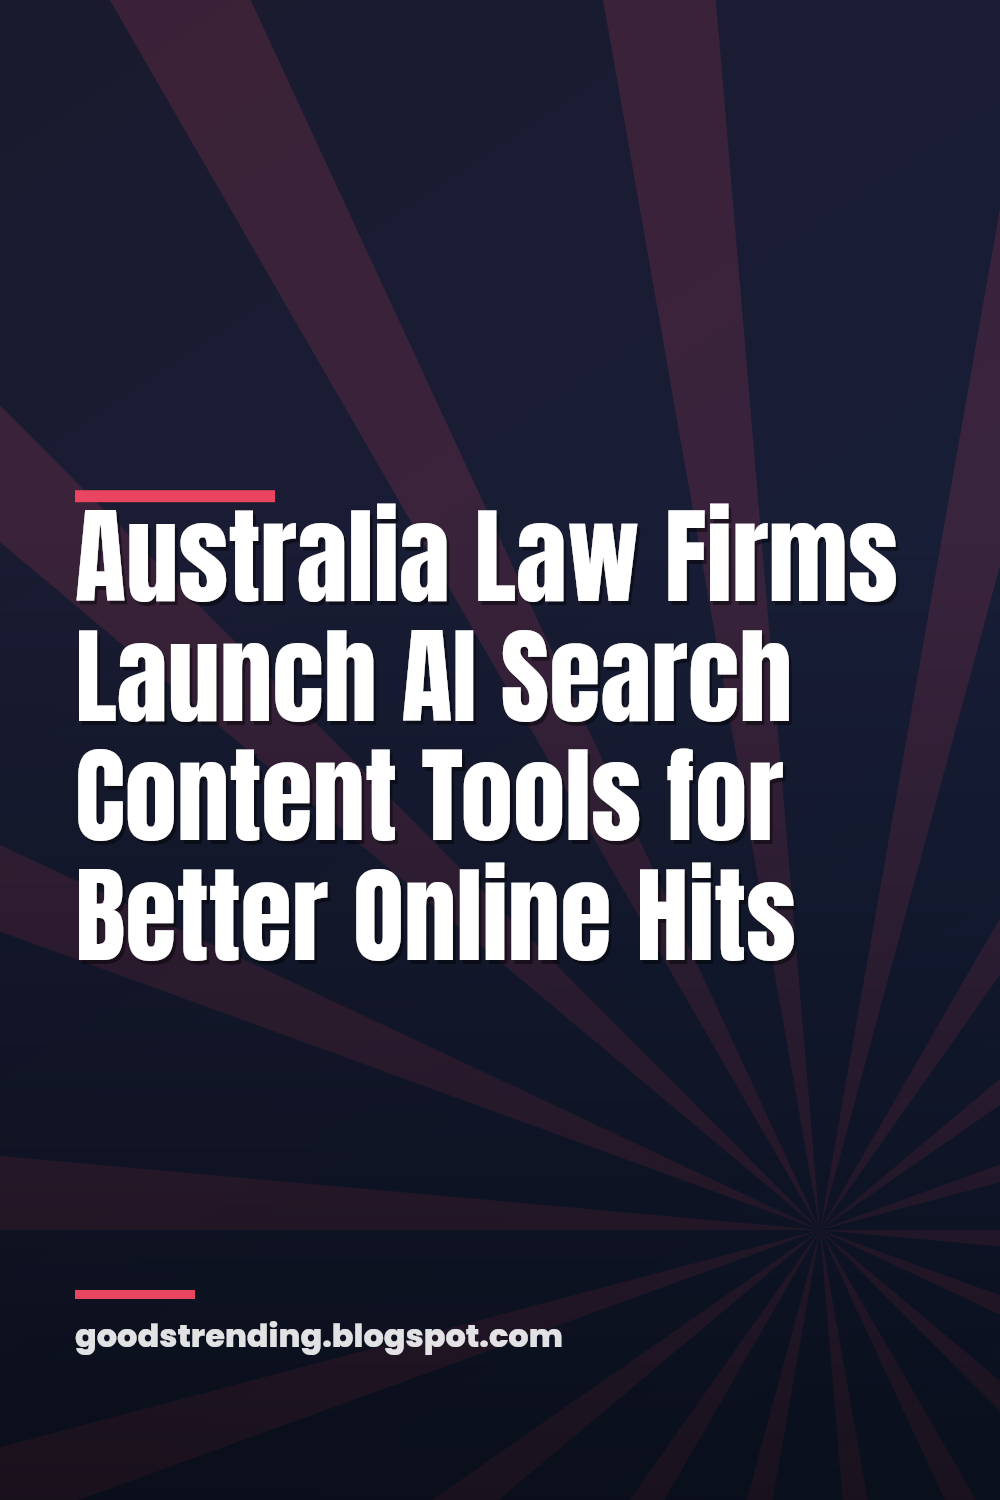 Australia Law Firms
Launch AI Search
Content Tools for
Better Online Hits
goodstrending.blogspot.com